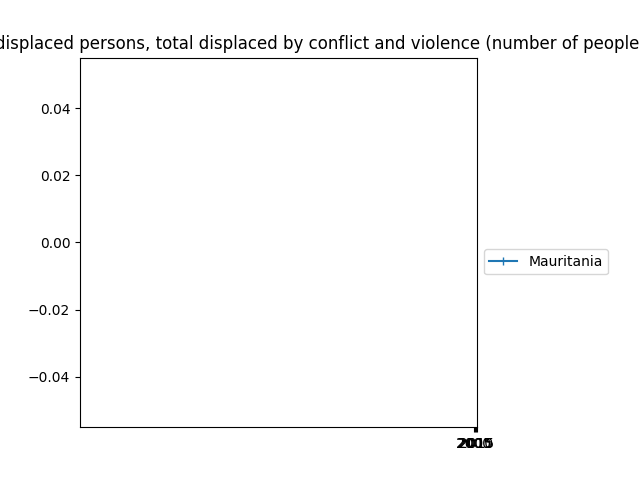 displaced persons, total displaced by conflict and violence (number of people
0.04
0.02
0.00
Mauritania
−0.02
−0.04